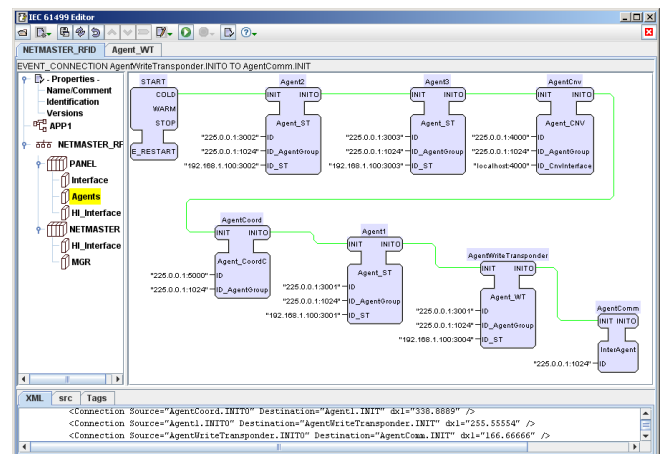 IEC 61499 Editor
NETMASTER_RFID Agent_WT
EVENT_CONNECTION AgentWriteTransponder.INITO TO AgentComm.INIT
- Properties -
Name/Comment
Identification
Versions
APP1
NETMASTER_RF
PANEL
Interface
Agents
HI_Interface
NETMASTER
HI_Interface
MGR
START
COLD
WARM
STOP
E_RESTART
Agent2
INIT INITO
Agent_ST
"225.0.0.1:3002" ID
"225.0.0.1:1024" ID_AgentGroup
"192.168.1.100:3002" ID_ST
Agent3
INIT INITO
Agent_ST
"225.0.0.1:3003" ID
"225.0.0.1:1024" ID_AgentGroup
"192.168.1.100:3003" ID_ST
AgentCnv
INIT INITO
Agent_CNV
"225.0.0.1:4000" ID
"225.0.0.1:1024" ID_AgentGroup
"localhost:4000" ID_CnvInterface
AgentCoord
INIT INITO
Agent_CoordC
"225.0.0.1:5000" ID
"225.0.0.1:1024" ID_AgentGroup
Agent1
INIT INITO
Agent_ST
"225.0.0.1:3001" ID
"225.0.0.1:1024" ID_AgentGroup
"192.168.1.100:3001" ID_ST
AgentWriteTransponder
INIT INITO
Agent_WT
"225.0.0.1:3001" ID
"225.0.0.1:1024" ID_AgentGroup
"192.168.1.100:3004" ID_ST
AgentComm
INIT INITO
InterAgent
"225.0.0.1:1024" ID
XML src Tags
<Connection Source="AgentCoord.INITO" Destination="Agent1.INIT" dx1="338.8889" />
<Connection Source="Agent1.INITO" Destination="AgentWriteTransponder.INIT" dx1="255.55554" />
<Connection Source="AgentWriteTransponder.INITO" Destination="AgentComm.INIT" dx1="166.66666" />